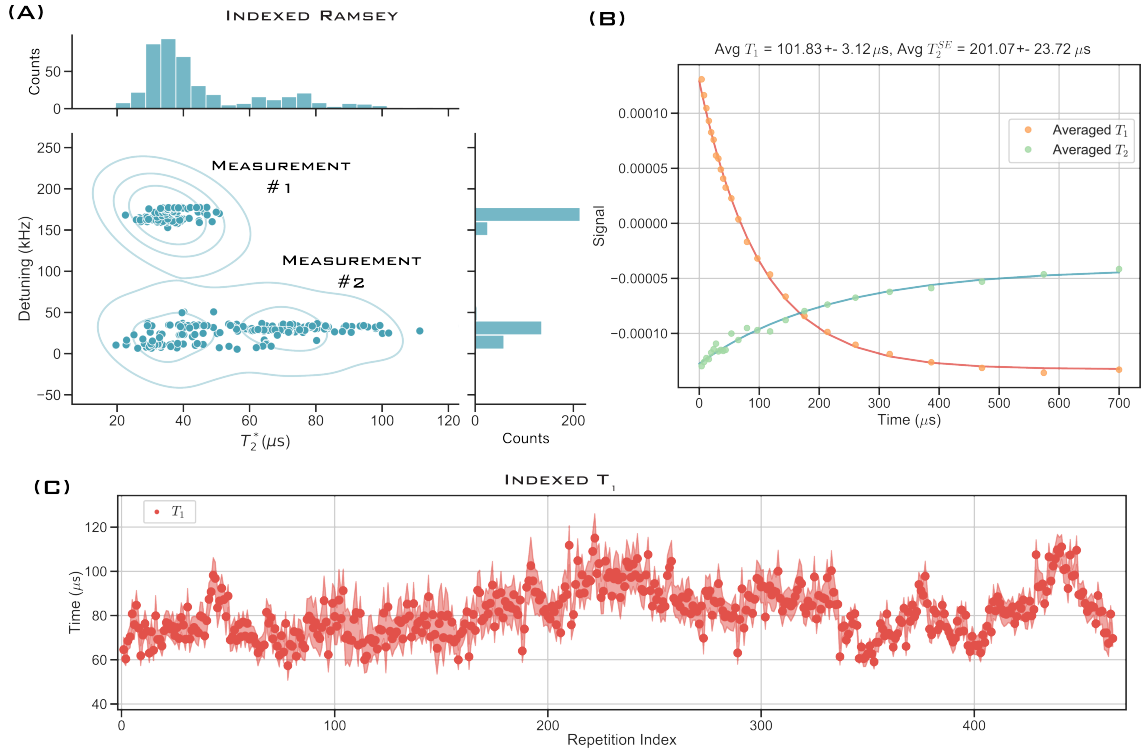 (A)
INDEXED RAMSEY
Counts
50
0
250
200
150
100
50
0
−50
Detuning (kHz)
MEASUREMENT
#1
MEASUREMENT
#2
20
40
60
80
100
120
T₂* (μs)
0
200
Counts
(B)
Avg T₁ = 101.83+- 3.12 μs, Avg T₂ˢᴱ = 201.07+- 23.72 μs
Signal
0.00010
0.00005
0.00000
−0.00005
−0.00010
Averaged T₁
Averaged T₂
0
100
200
300
400
500
600
700
Time (μs)
(C)
INDEXED T₁
T₁
Time (μs)
120
100
80
60
40
0
100
200
300
400
Repetition Index